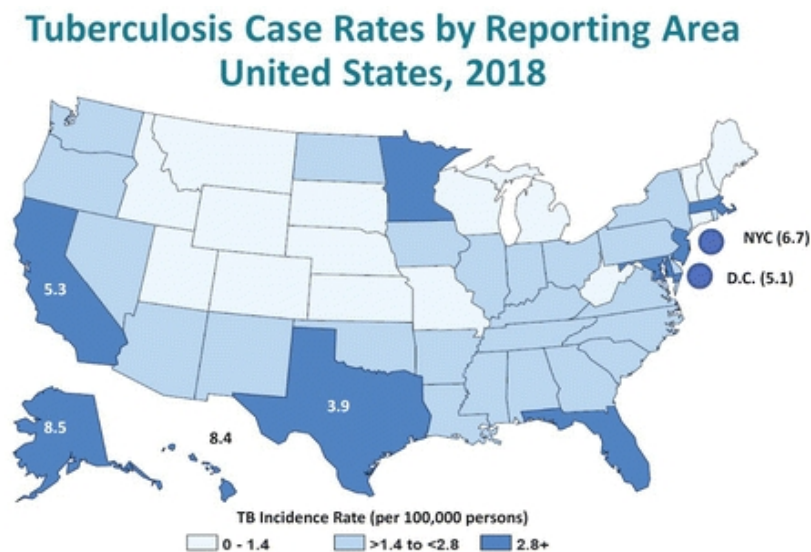 Tuberculosis Case Rates by Reporting Area
United States, 2018
NYC (6.7)
D.C. (5.1)
5.3
3.9
8.5
8.4
TB Incidence Rate (per 100,000 persons)
0 - 1.4
>1.4 to <2.8
2.8+